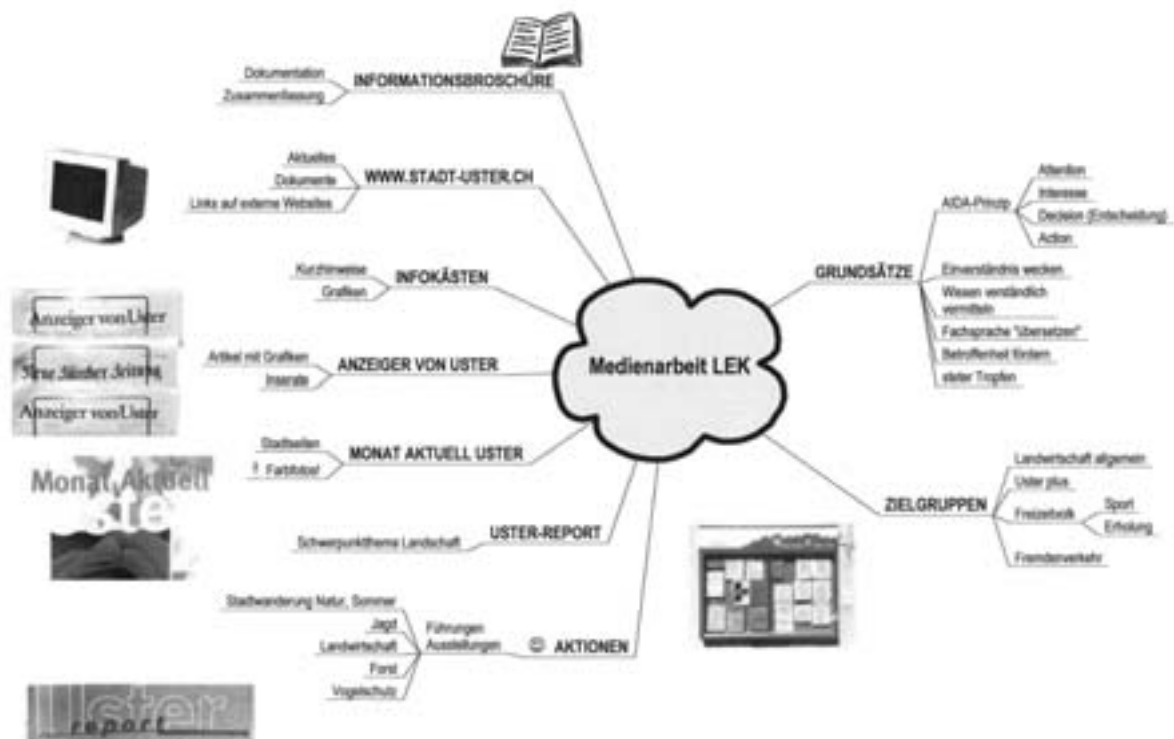 INFORMATIONSBROSCHÜRE
Dokumentation
Zusammenfassung
WWW.STADT-USTER.CH
Aktuelles
Dokumente
Links auf externe Websites
INFOKÄSTEN
Kurzhinweise
Grafiken
ANZEIGER VON USTER
Artikel mit Grafiken
Inserate
MONAT AKTUELL USTER
Stadtseiten
! Farbfotos!
USTER-REPORT
Schwerpunktthema Landschaft
☺ AKTIONEN
Führungen
Ausstellungen
Stadtwanderung Natur, Sommer
Jagd
Landwirtschaft
Forst
Vogelschutz
Medienarbeit LEK
GRUNDSÄTZE
AIDA-Prinzip
Attention
Interesse
Decision (Entscheidung)
Action
Einverständnis wecken
Wissen verständlich
vermitteln
Fachsprache "übersetzen"
Betroffenheit fördern
steter Tropfen
ZIELGRUPPEN
Landwirtschaft allgemein
Uster plus
Freizeitvolk
Sport
Erholung
Fremdenverkehr
Anzeiger von Uster
Neue Zürcher Zeitung
Anzeiger von Uster
Monat Aktuell
Uster
report